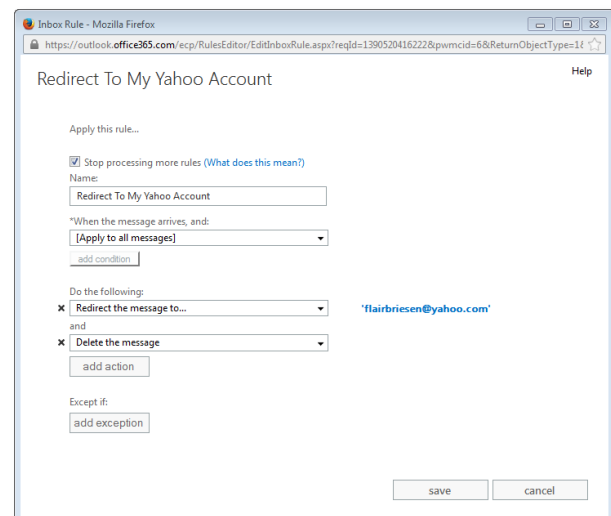 Inbox Rule - Mozilla Firefox
https://outlook.office365.com/ecp/RulesEditor/EditInboxRule.aspx?reqId=1390520416222&pwmcid=6&ReturnObjectType=1&
Help
Redirect To My Yahoo Account
Apply this rule...
Stop processing more rules (What does this mean?)
Name:
Redirect To My Yahoo Account
*When the message arrives, and:
[Apply to all messages]
add condition
Do the following:
Redirect the message to... 'flairbriesen@yahoo.com'
and
Delete the message
add action
Except if:
add exception
save cancel